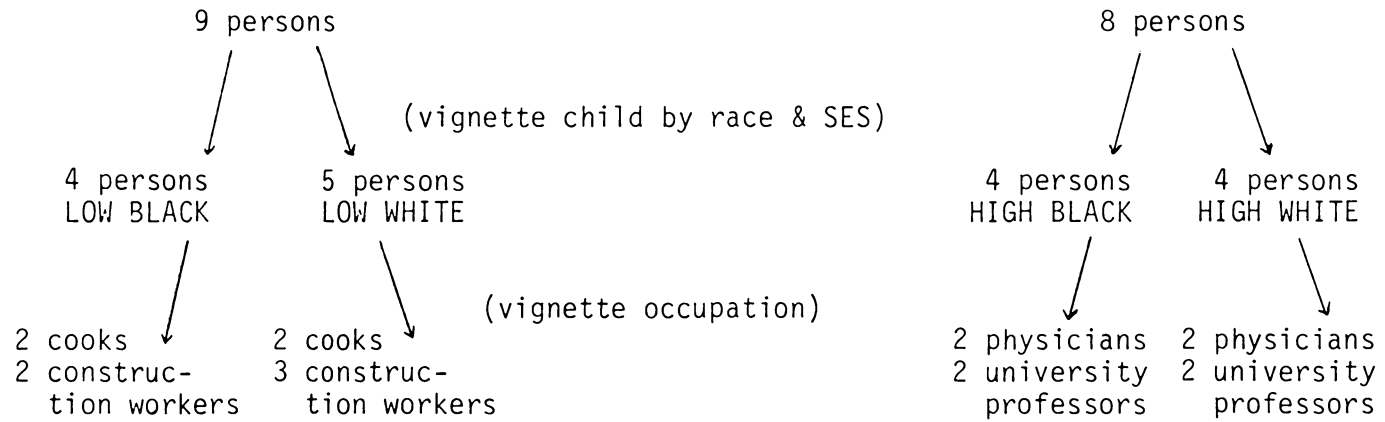 9 persons
8 persons
(vignette child by race & SES)
4 persons
LOW BLACK
5 persons
LOW WHITE
4 persons
HIGH BLACK
4 persons
HIGH WHITE
(vignette occupation)
2 cooks
2 construc-
tion workers
2 cooks
3 construc-
tion workers
2 physicians
2 university
professors
2 physicians
2 university
professors